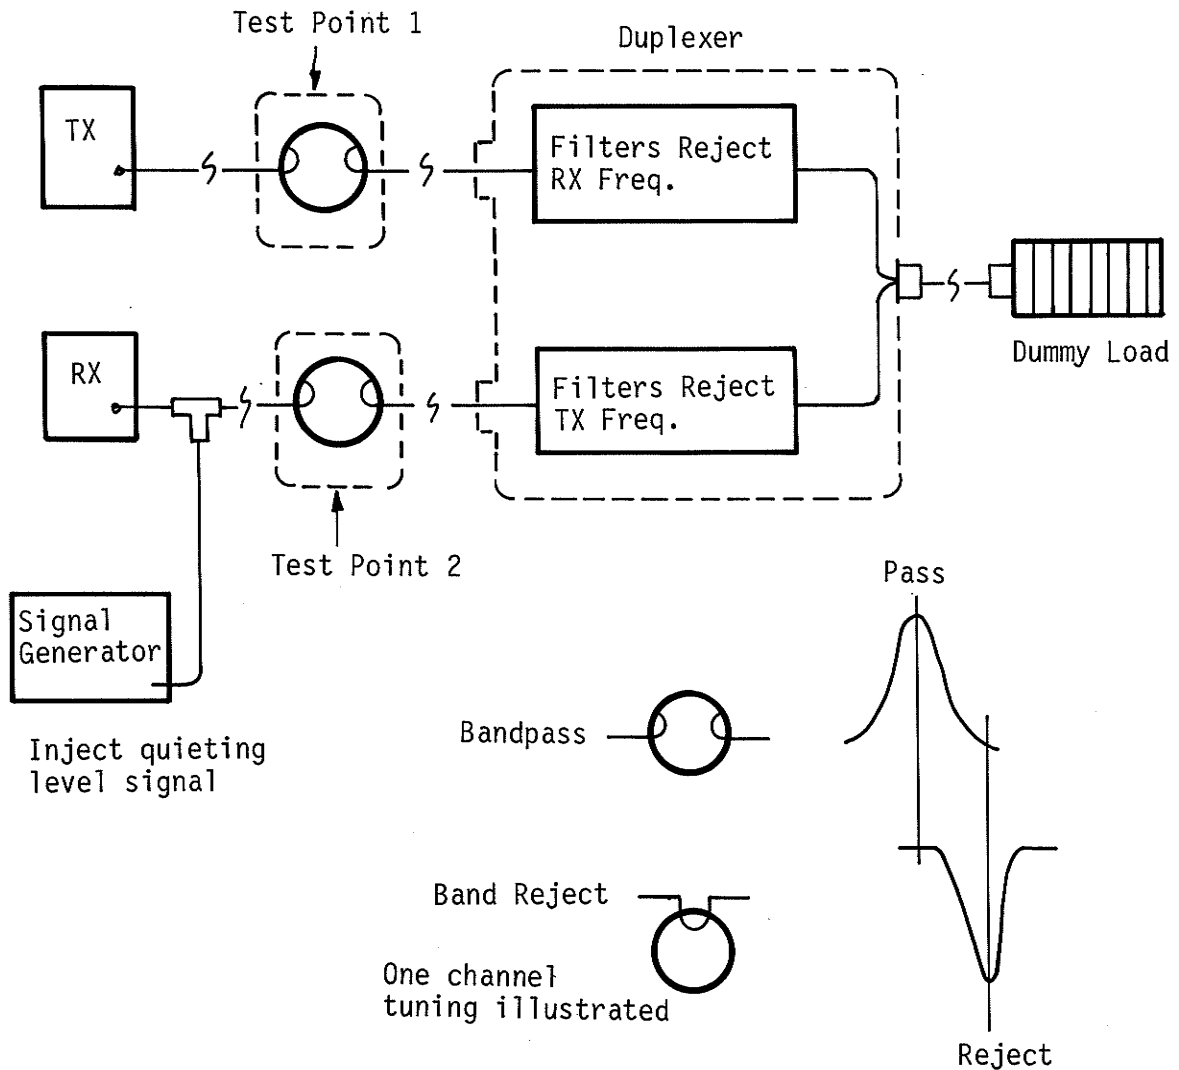 Test Point 1
Duplexer
TX
Filters Reject
RX Freq.
RX
Filters Reject
TX Freq.
Dummy Load
Test Point 2
Signal
Generator
Inject quieting
level signal
Pass
Bandpass
Band Reject
One channel
tuning illustrated
Reject